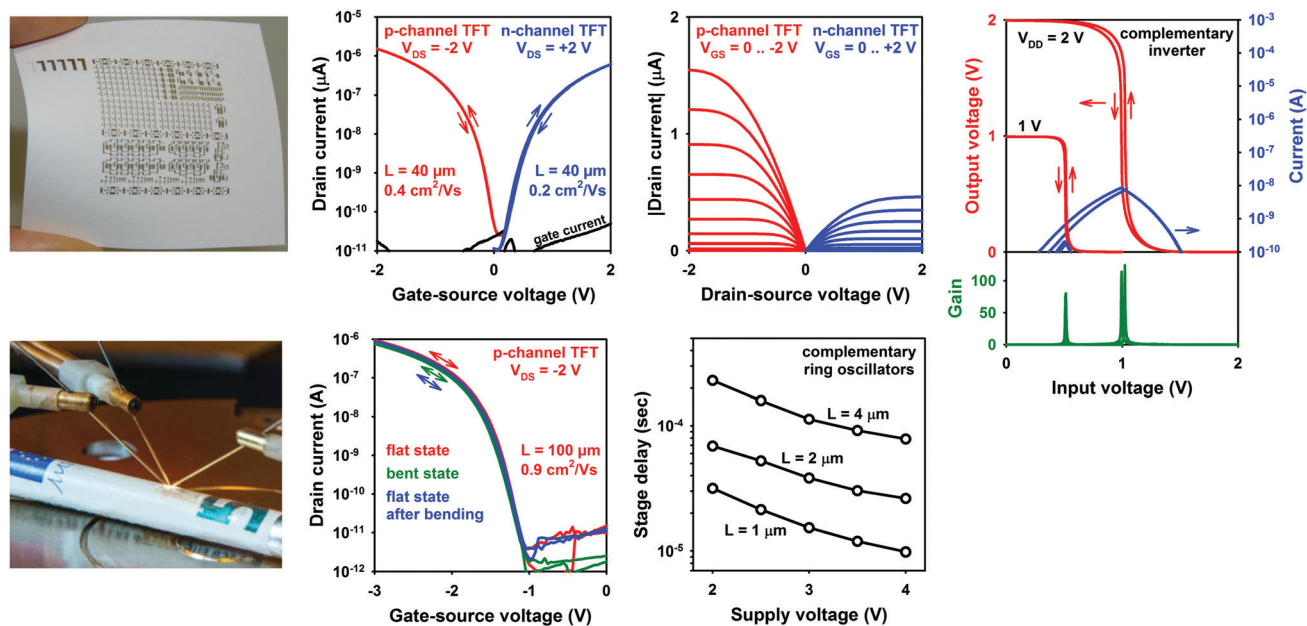 10⁻⁵
10⁻⁶
10⁻⁷
10⁻⁸
10⁻⁹
10⁻¹⁰
10⁻¹¹
Drain current (µA)
p-channel TFT
V_DS = -2 V
n-channel TFT
V_DS = +2 V
L = 40 µm
0.4 cm²/Vs
L = 40 µm
0.2 cm²/Vs
gate current
-2 -1 0 1 2
Gate-source voltage (V)
2
1
0
|Drain current| (µA)
p-channel TFT
V_GS = 0 .. -2 V
n-channel TFT
V_GS = 0 .. +2 V
-2 -1 0 1 2
Drain-source voltage (V)
2
1
0
Output voltage (V)
V_DD = 2 V
1 V
complementary
inverter
10⁻³
10⁻⁴
10⁻⁵
10⁻⁶
10⁻⁷
10⁻⁸
10⁻⁹
10⁻¹⁰
Current (A)
100
50
0
Gain
0 1 2
Input voltage (V)
10⁻⁶
10⁻⁷
10⁻⁸
10⁻⁹
10⁻¹⁰
10⁻¹¹
10⁻¹²
Drain current (A)
p-channel TFT
V_DS = -2 V
flat state
bent state
flat state
after bending
L = 100 µm
0.9 cm²/Vs
-3 -2 -1 0
Gate-source voltage (V)
10⁻⁴
10⁻⁵
Stage delay (sec)
complementary
ring oscillators
L = 4 µm
L = 2 µm
L = 1 µm
2 3 4
Supply voltage (V)